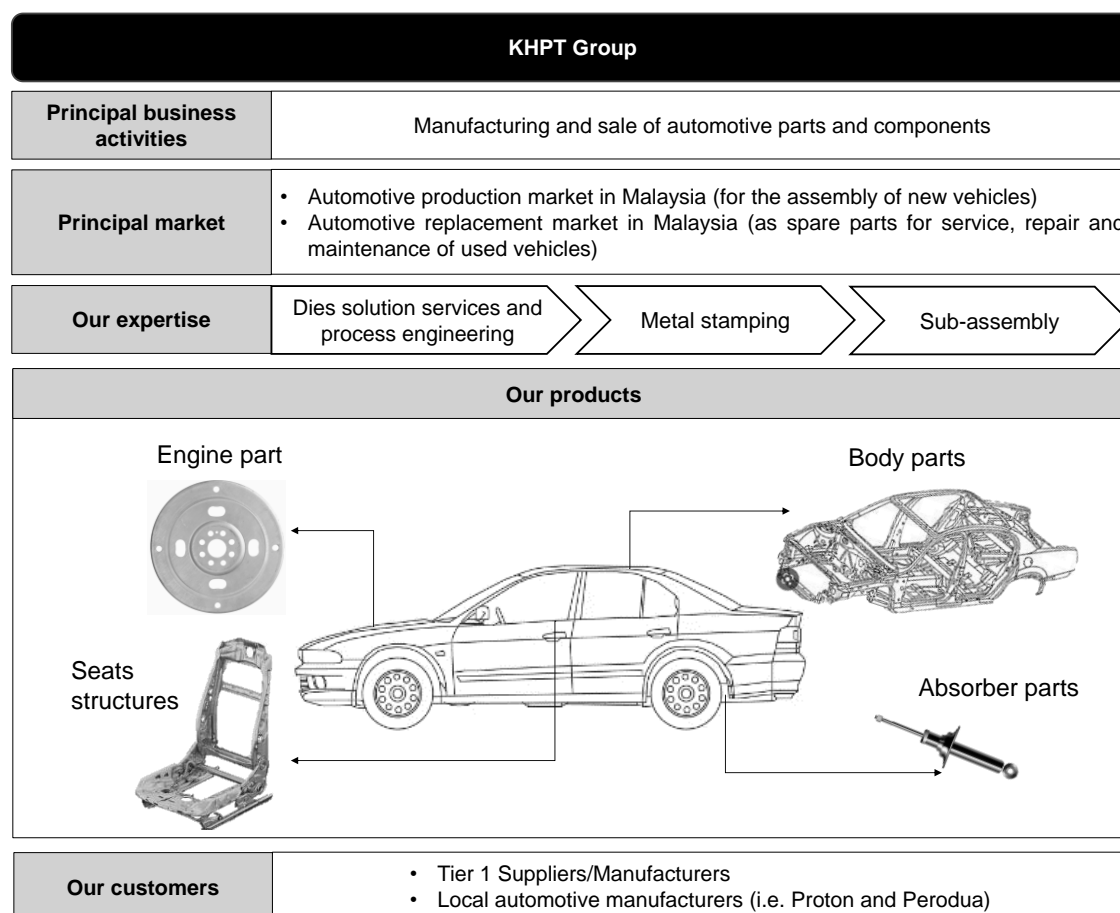 KHPT Group
Principal business
activities
Manufacturing and sale of automotive parts and components
Principal market
• Automotive production market in Malaysia (for the assembly of new vehicles)
• Automotive replacement market in Malaysia (as spare parts for service, repair and
maintenance of used vehicles)
Our expertise
Dies solution services and
process engineering
Metal stamping
Sub-assembly
Our products
Engine part
Body parts
Seats
structures
Absorber parts
Our customers
• Tier 1 Suppliers/Manufacturers
• Local automotive manufacturers (i.e. Proton and Perodua)